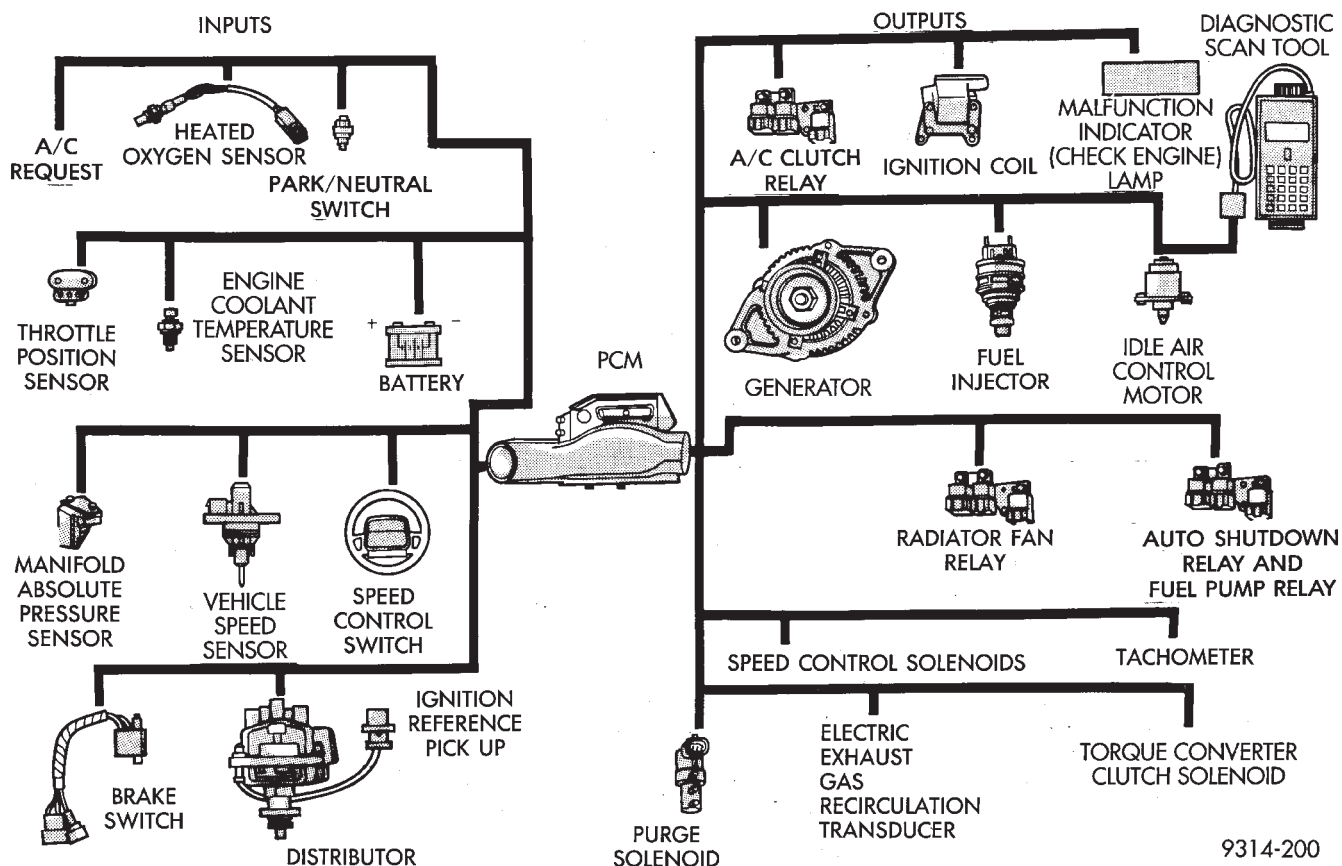 INPUTS
OUTPUTS
DIAGNOSTIC
SCAN TOOL
A/C
REQUEST
HEATED
OXYGEN SENSOR
PARK/NEUTRAL
SWITCH
A/C CLUTCH
RELAY
IGNITION COIL
MALFUNCTION
INDICATOR
(CHECK ENGINE)
LAMP
THROTTLE
POSITION
SENSOR
ENGINE
COOLANT
TEMPERATURE
SENSOR
+ −
BATTERY
PCM
GENERATOR
FUEL
INJECTOR
IDLE AIR
CONTROL
MOTOR
MANIFOLD
ABSOLUTE
PRESSURE
SENSOR
VEHICLE
SPEED
SENSOR
SPEED
CONTROL
SWITCH
RADIATOR FAN
RELAY
AUTO SHUTDOWN
RELAY AND
FUEL PUMP RELAY
SPEED CONTROL SOLENOIDS
TACHOMETER
BRAKE
SWITCH
DISTRIBUTOR
IGNITION
REFERENCE
PICK UP
PURGE
SOLENOID
ELECTRIC
EXHAUST
GAS
RECIRCULATION
TRANSDUCER
TORQUE CONVERTER
CLUTCH SOLENOID
9314-200